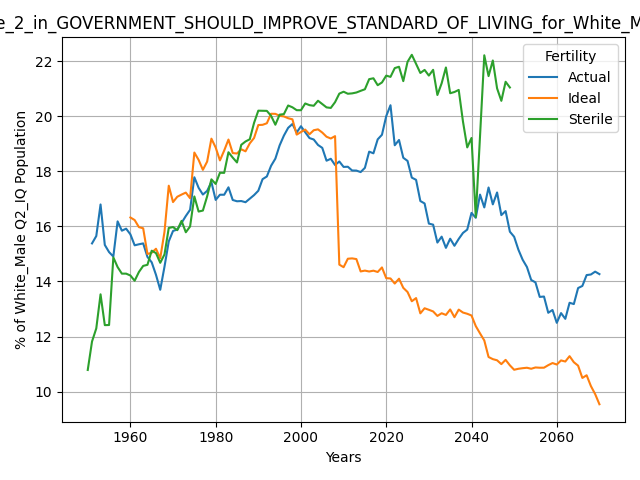 e_2_in_GOVERNMENT_SHOULD_IMPROVE_STANDARD_OF_LIVING_for_White_M
Fertility
Actual
Ideal
Sterile
% of White_Male Q2_IQ Population
22
20
18
16
14
12
10
1960
1980
2000
2020
2040
2060
Years